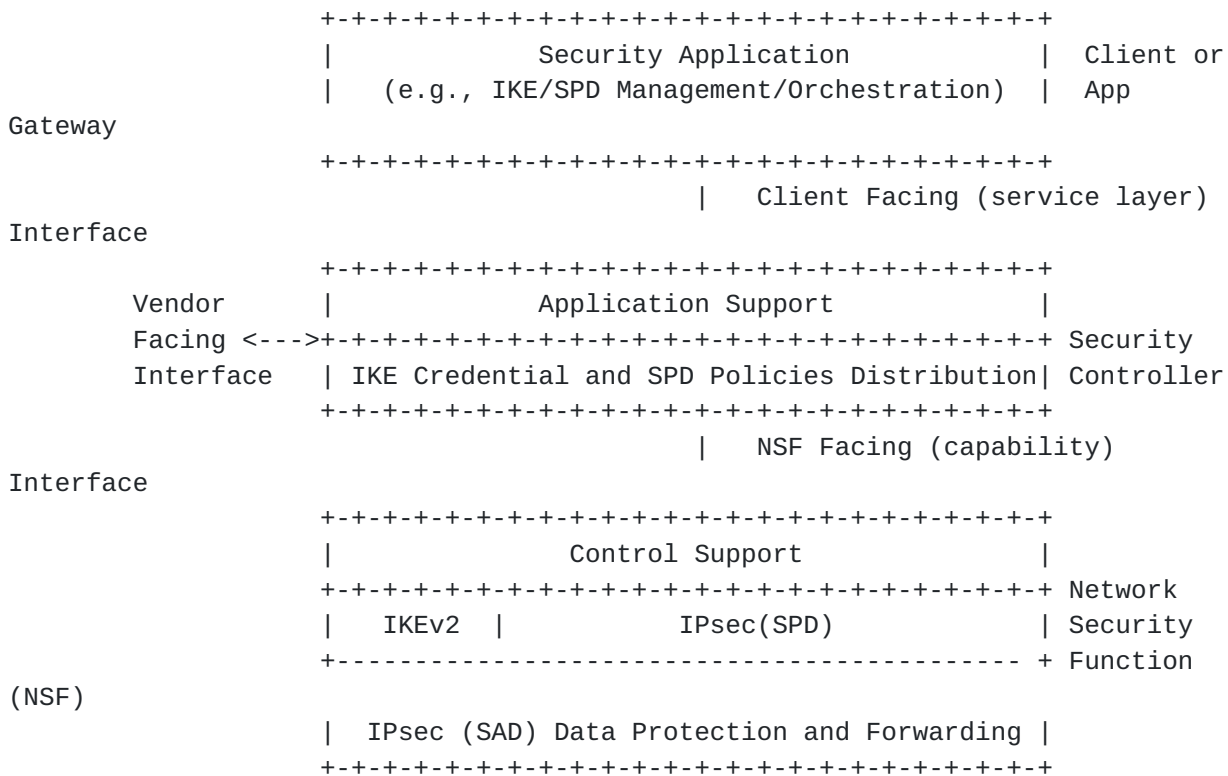 +-+-+-+-+-+-+-+-+-+-+-+-+-+-+-+-+-+-+-+-+-+-+-+
                    |             Security Application            |  Client or
                    |   (e.g., IKE/SPD Management/Orchestration)  |  App
Gateway
                    +-+-+-+-+-+-+-+-+-+-+-+-+-+-+-+-+-+-+-+-+-+-+-+
                                            |   Client Facing (service layer)
Interface
                    +-+-+-+-+-+-+-+-+-+-+-+-+-+-+-+-+-+-+-+-+-+-+-+
        Vendor      |             Application Support             |
        Facing <--->+-+-+-+-+-+-+-+-+-+-+-+-+-+-+-+-+-+-+-+-+-+-+-+ Security
        Interface   | IKE Credential and SPD Policies Distribution| Controller
                    +-+-+-+-+-+-+-+-+-+-+-+-+-+-+-+-+-+-+-+-+-+-+-+
                                            |   NSF Facing (capability)
Interface
                    +-+-+-+-+-+-+-+-+-+-+-+-+-+-+-+-+-+-+-+-+-+-+-+
                    |               Control Support               |
                    +-+-+-+-+-+-+-+-+-+-+-+-+-+-+-+-+-+-+-+-+-+-+-+ Network
                    |   IKEv2  |           IPsec(SPD)             | Security
                    +-------------------------------------------- + Function
(NSF)
                    |  IPsec (SAD) Data Protection and Forwarding |
                    +-+-+-+-+-+-+-+-+-+-+-+-+-+-+-+-+-+-+-+-+-+-+-+